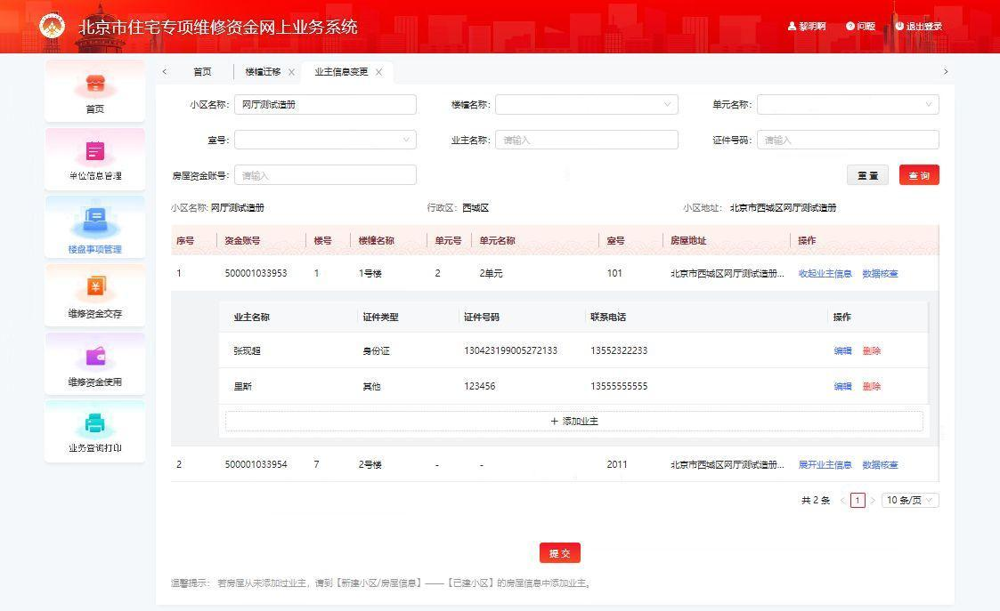 北京市住宅专项维修资金网上业务系统
黎明啊 问题 退出登录
首页
单位信息管理
楼盘事项管理
维修资金交存
维修资金使用
业务查询打印
首页 楼幢迁移 业主信息变更
小区名称: 网厅测试造册 楼幢名称: 单元名称:
室号: 业主名称: 请输入 证件号码: 请输入
房屋资金账号: 请输入 重置 查询
小区名称: 网厅测试造册 行政区: 西城区 小区地址: 北京市西城区网厅测试造册
序号 资金账号 楼号 楼幢名称 单元号 单元名称 室号 房屋地址 操作
1 500001033953 1 1号楼 2 2单元 101 北京市西城区网厅测试造册... 收起业主信息 数据核查
业主名称 证件类型 证件号码 联系电话 操作
张现超 身份证 130423199005272133 13552322233 编辑 删除
里斯 其他 123456 13555555555 编辑 删除
+ 添加业主
2 500001033954 7 2号楼 - - 2011 北京市西城区网厅测试造册... 展开业主信息 数据核查
共 2 条 1 10 条/页
提交
温馨提示: 若房屋从未添加过业主，请到【新建小区/房屋信息】——【已建小区】的房屋信息中添加业主。